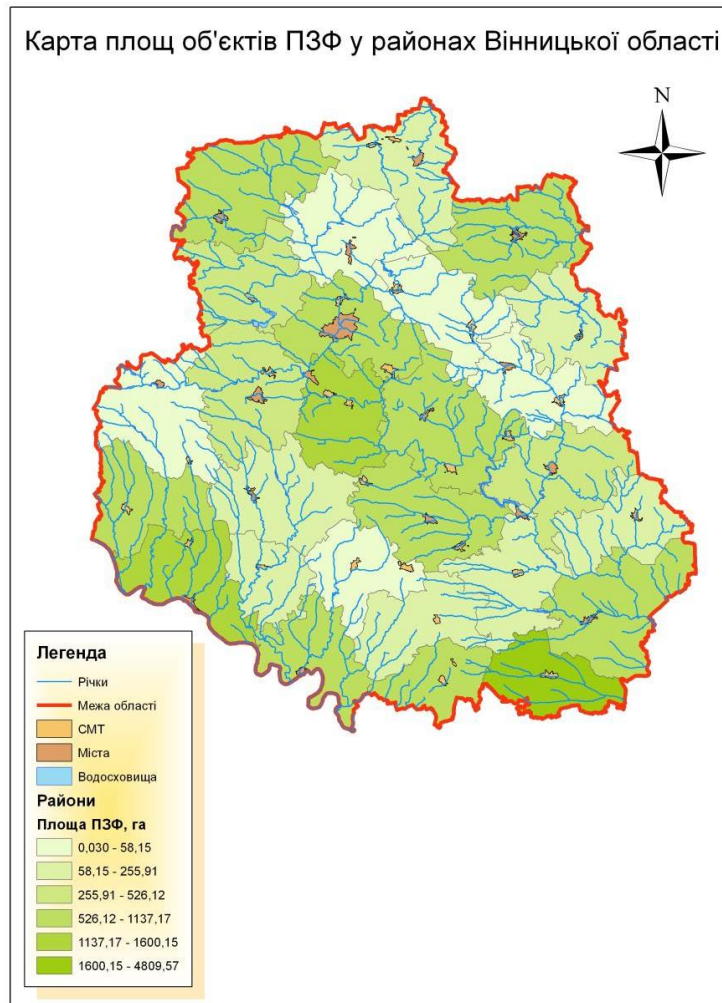 Карта площ об'єктів ПЗФ у районах Вінницької області
N
Легенда
Річки
Межа області
СМТ
Міста
Водосховища
Райони
Площа ПЗФ, га
0,030 - 58,15
58,15 - 255,91
255,91 - 526,12
526,12 - 1137,17
1137,17 - 1600,15
1600,15 - 4809,57